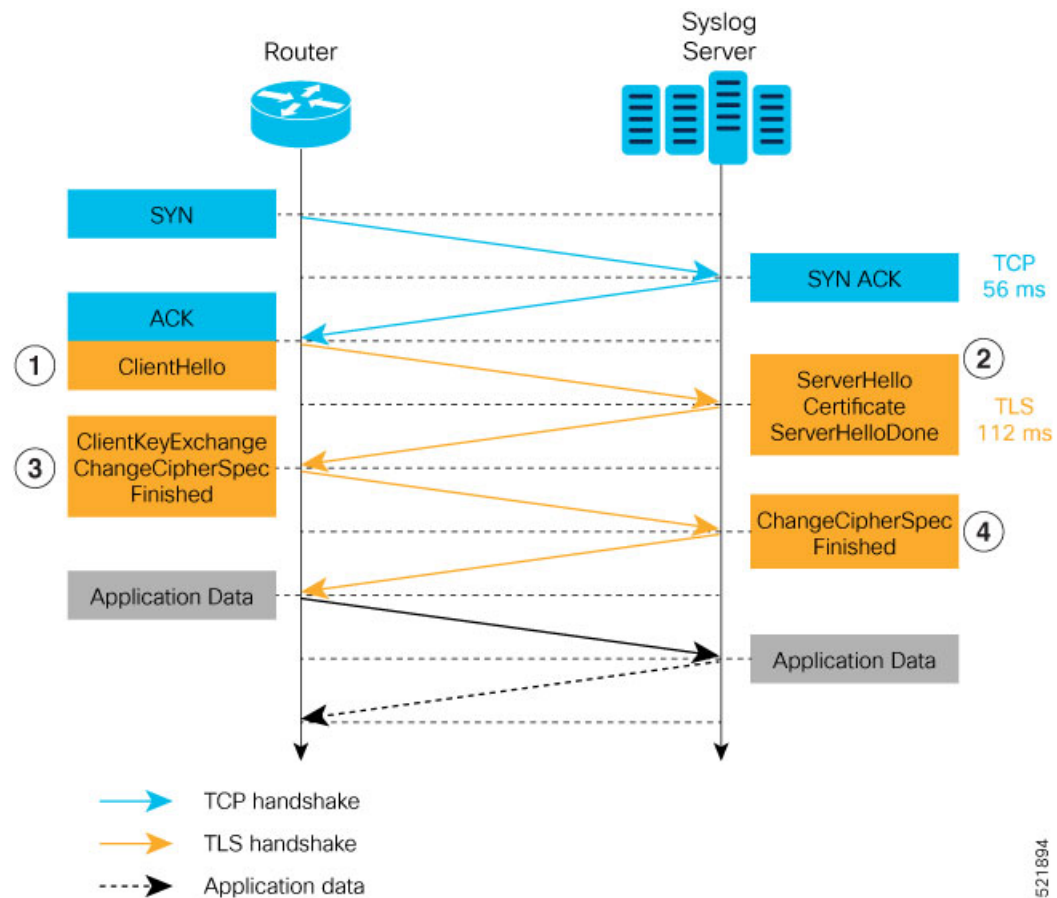 Router
Syslog
Server
SYN
SYN ACK
TCP
56 ms
ACK
1
ClientHello
2
ServerHello
Certificate
ServerHelloDone
TLS
112 ms
3
ClientKeyExchange
ChangeCipherSpec
Finished
ChangeCipherSpec
Finished
4
Application Data
Application Data
TCP handshake
TLS handshake
Application data
521894